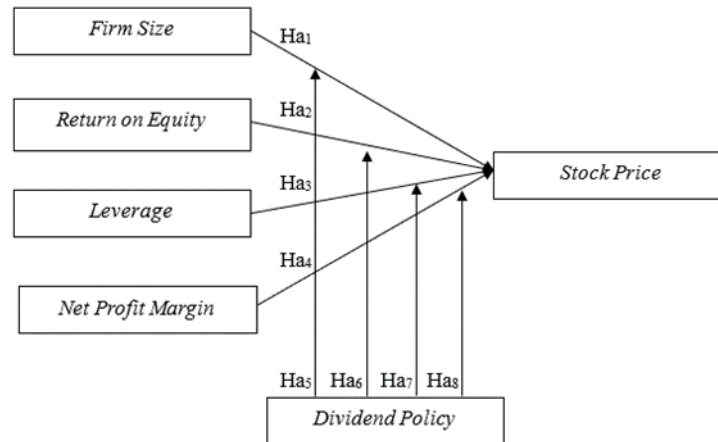 Firm Size
Ha₁
Return on Equity
Ha₂
Stock Price
Ha₃
Leverage
Ha₄
Net Profit Margin
Ha₅ Ha₆ Ha₇ Ha₈
Dividend Policy